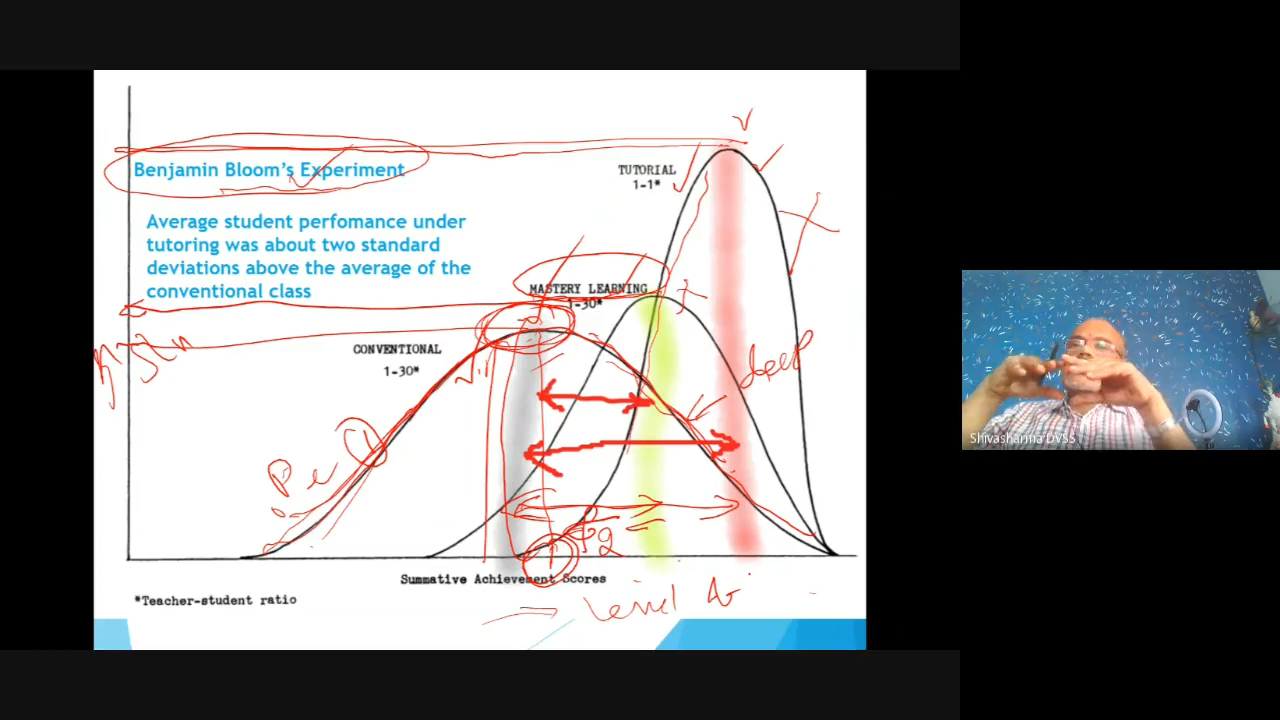 Benjamin Bloom's Experiment
Average student perfomance under
tutoring was about two standard
deviations above the average of the
conventional class
TUTORIAL
1-1*
MASTERY LEARNING
1-30*
CONVENTIONAL
1-30*
deep
Summative Achievement Scores
*Teacher-student ratio
level
Shivasharma DVSS